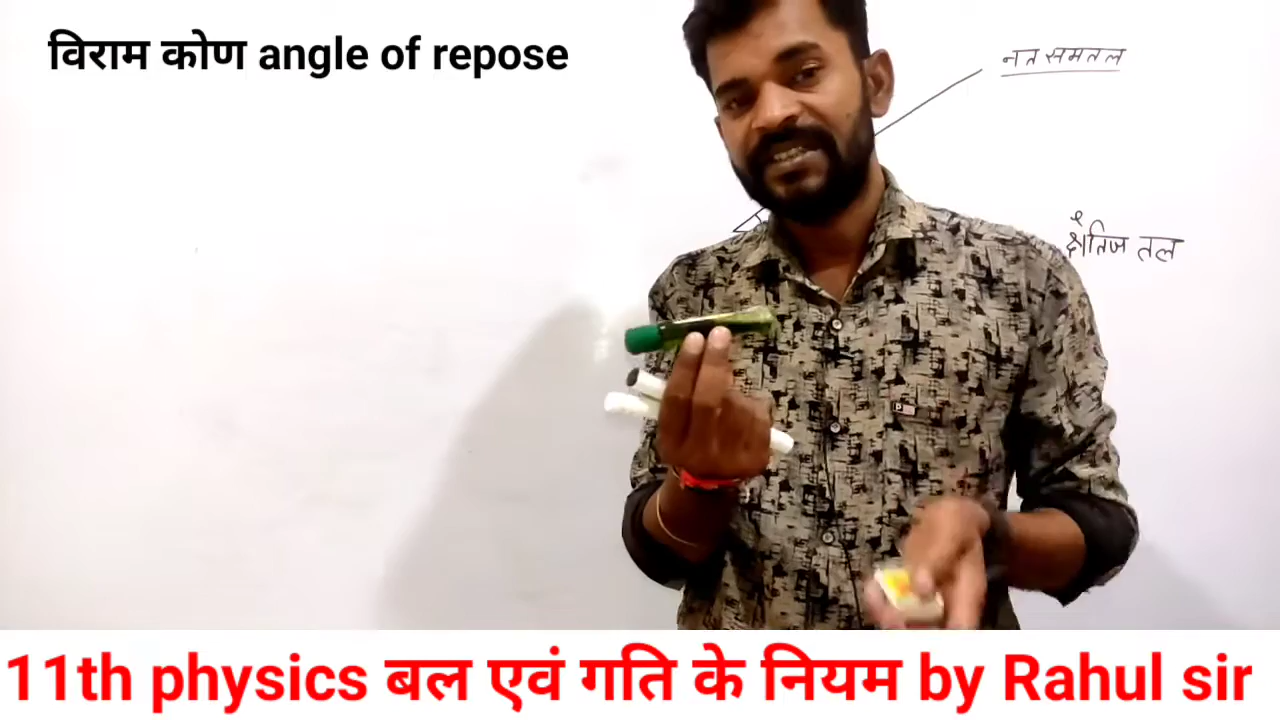 विराम कोण angle of repose
नत समतल
क्षैतिज तल
11th physics बल एवं गति के नियम by Rahul sir